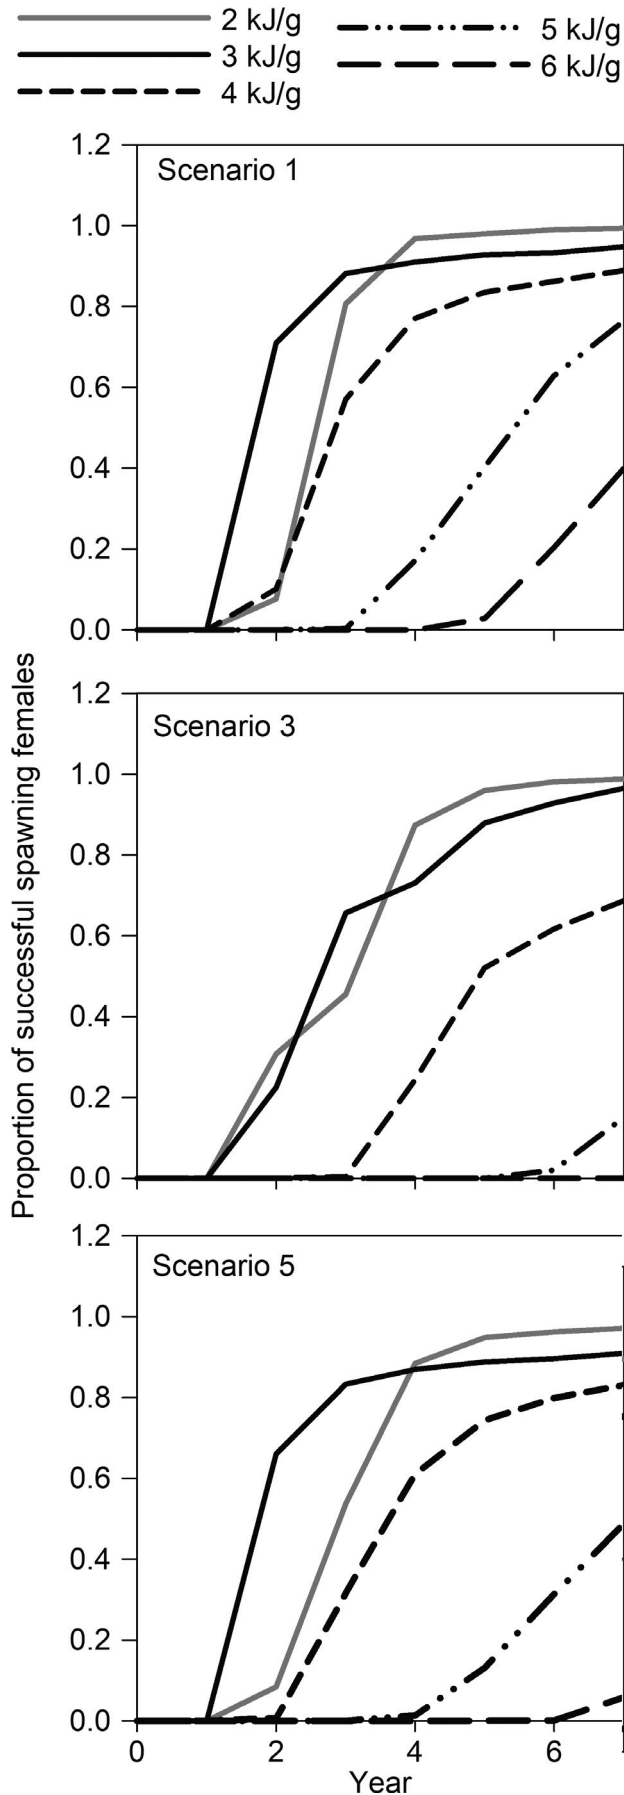 2 kJ/g
3 kJ/g
4 kJ/g
5 kJ/g
6 kJ/g
Proportion of successful spawning females
Scenario 1
1.2
1.0
0.8
0.6
0.4
0.2
0.0
Scenario 3
1.2
1.0
0.8
0.6
0.4
0.2
0.0
Scenario 5
1.2
1.0
0.8
0.6
0.4
0.2
0.0
0 2 4 6
Year